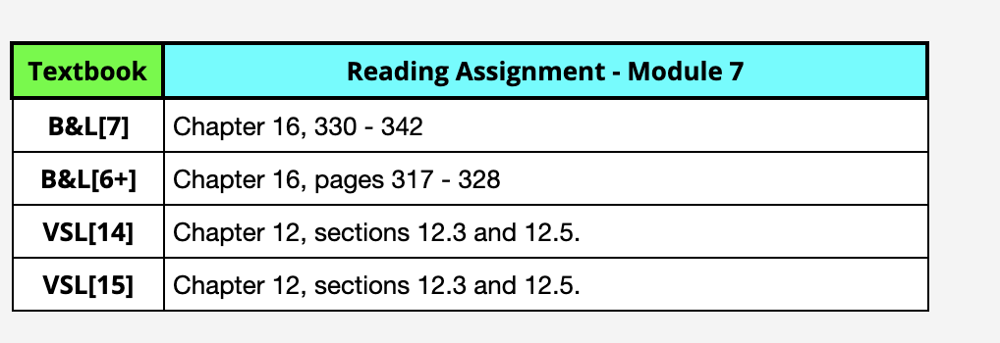 Textbook Reading Assignment - Module 7
B&L[7] Chapter 16, 330 - 342
B&L[6+] Chapter 16, pages 317 - 328
VSL[14] Chapter 12, sections 12.3 and 12.5.
VSL[15] Chapter 12, sections 12.3 and 12.5.